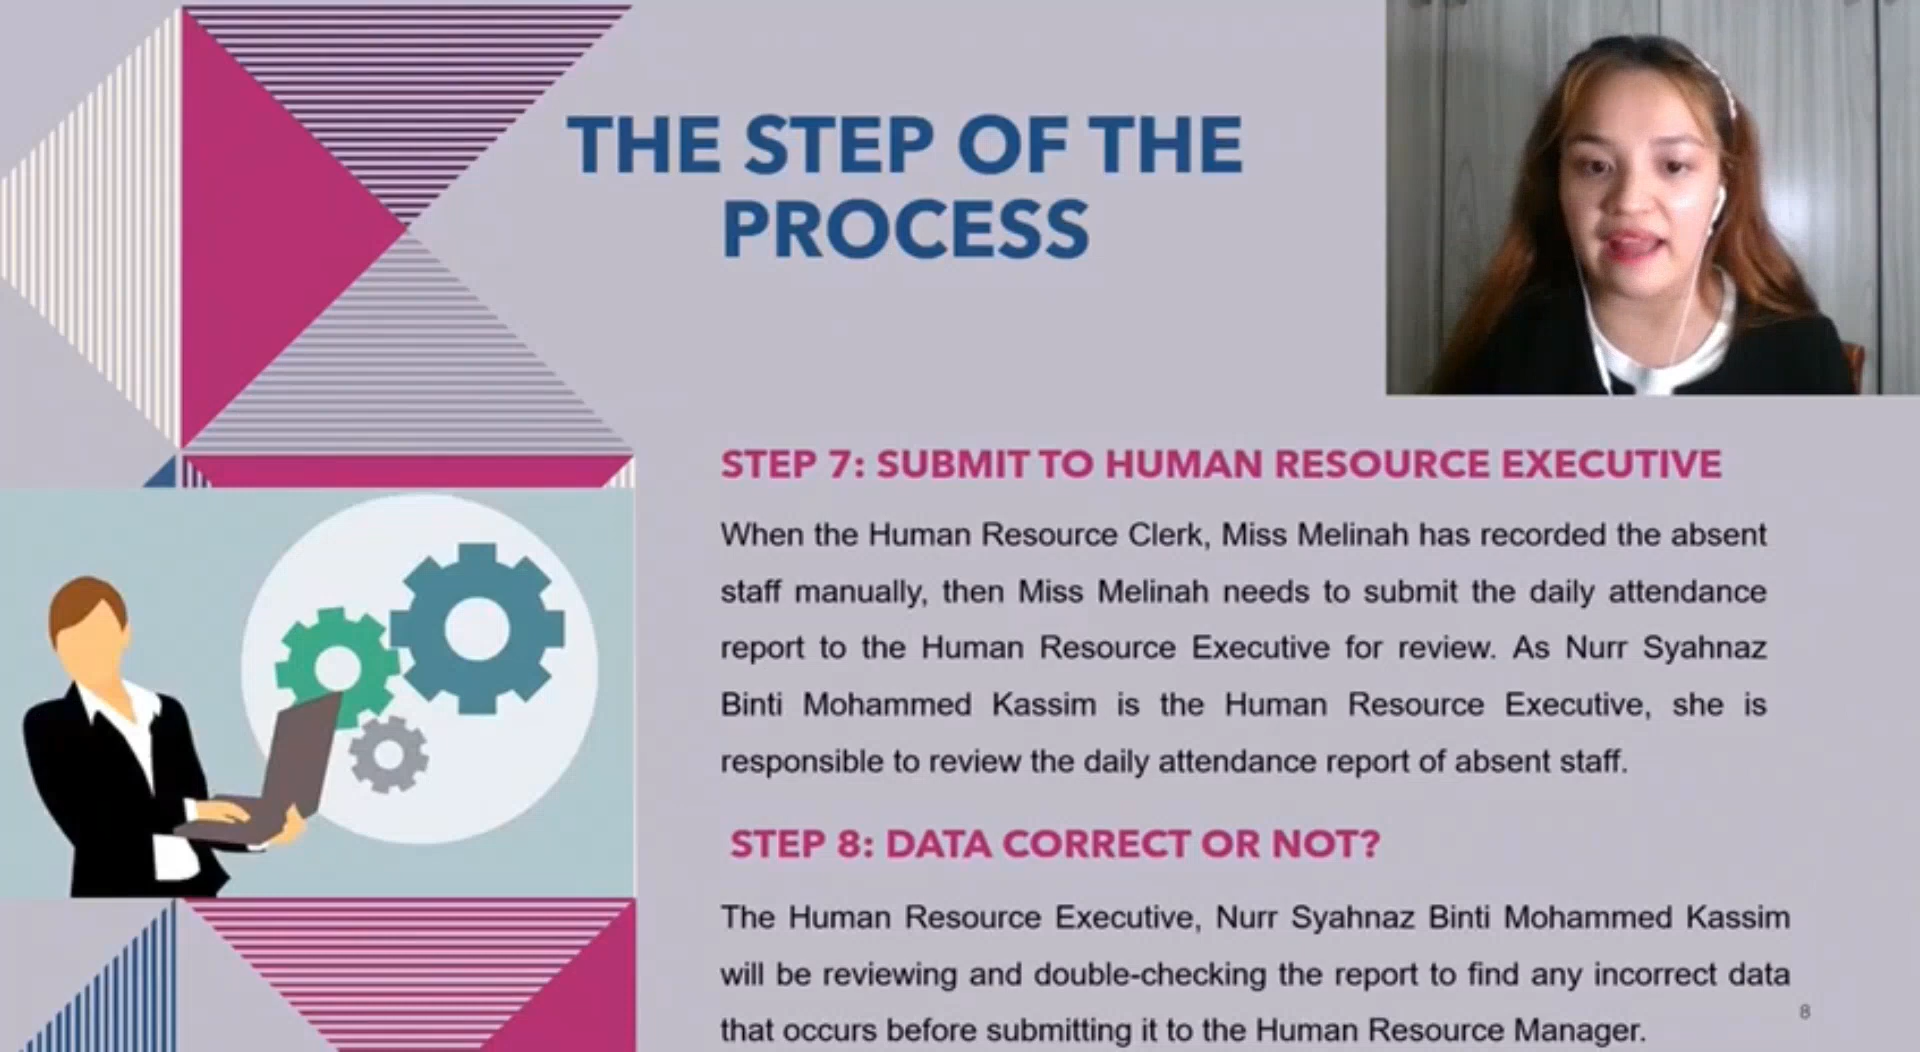 THE STEP OF THE
PROCESS
STEP 7: SUBMIT TO HUMAN RESOURCE EXECUTIVE
When the Human Resource Clerk, Miss Melinah has recorded the absent
staff manually, then Miss Melinah needs to submit the daily attendance
report to the Human Resource Executive for review. As Nurr Syahnaz
Binti Mohammed Kassim is the Human Resource Executive, she is
responsible to review the daily attendance report of absent staff.
STEP 8: DATA CORRECT OR NOT?
The Human Resource Executive, Nurr Syahnaz Binti Mohammed Kassim
will be reviewing and double-checking the report to find any incorrect data
that occurs before submitting it to the Human Resource Manager.
8